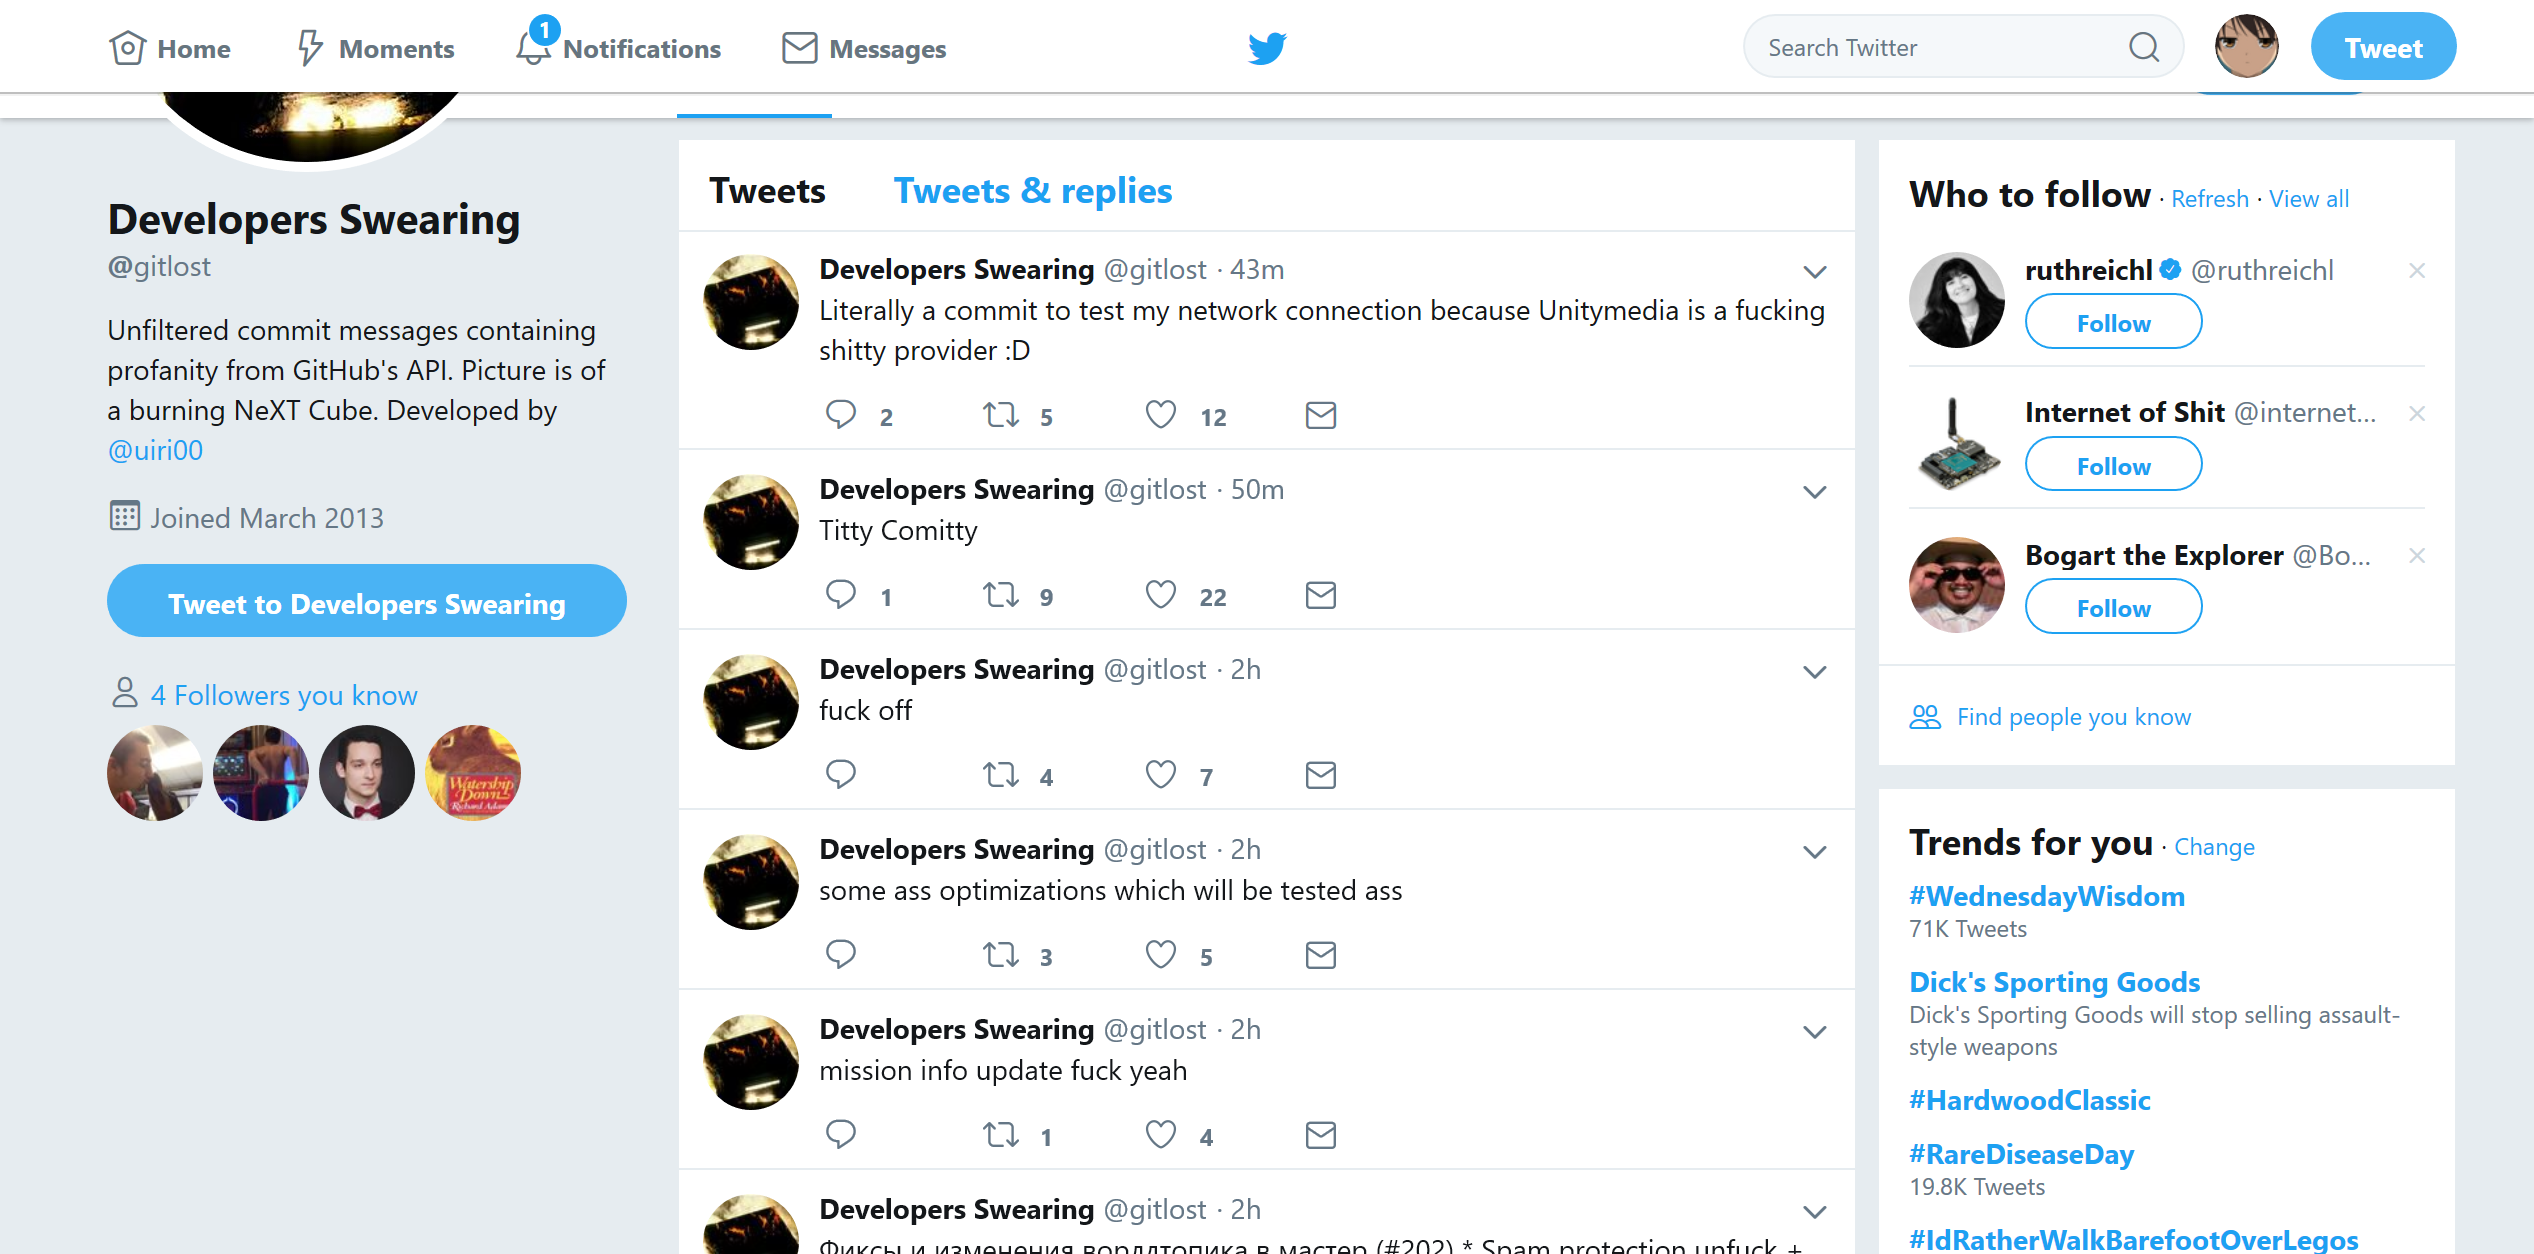 Home
Moments
1
Notifications
Messages
Search Twitter
Tweet
Developers Swearing
@gitlost
Unfiltered commit messages containing
profanity from GitHub's API. Picture is of
a burning NeXT Cube. Developed by
@uiri00
Joined March 2013
Tweet to Developers Swearing
4 Followers you know
Watership
Down
Richard Adams
Tweets Tweets & replies
Developers Swearing @gitlost · 43m
Literally a commit to test my network connection because Unitymedia is a fucking
shitty provider :D
2 5 12
Developers Swearing @gitlost · 50m
Titty Comitty
1 9 22
Developers Swearing @gitlost · 2h
fuck off
4 7
Developers Swearing @gitlost · 2h
some ass optimizations which will be tested ass
3 5
Developers Swearing @gitlost · 2h
mission info update fuck yeah
1 4
Developers Swearing @gitlost · 2h
Фиксы и изменения ворлдтопика в мастер (#202) * Spam protection unfuck +
Who to follow · Refresh · View all
ruthreichl @ruthreichl
Follow
Internet of Shit @internet...
Follow
Bogart the Explorer @Bo...
Follow
Find people you know
Trends for you · Change
#WednesdayWisdom
71K Tweets
Dick's Sporting Goods
Dick's Sporting Goods will stop selling assault-
style weapons
#HardwoodClassic
#RareDiseaseDay
19.8K Tweets
#IdRatherWalkBarefootOverLegos